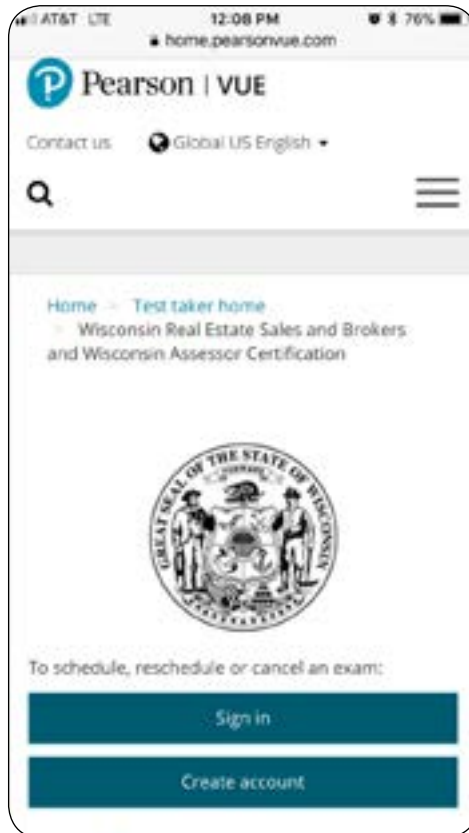 AT&T LTE 12:08 PM 76%
home.pearsonvue.com
Pearson | VUE
Contact us Global US English
Home Test taker home
Wisconsin Real Estate Sales and Brokers
and Wisconsin Assessor Certification
GREAT SEAL OF THE STATE OF WISCONSIN
FORWARD
To schedule, reschedule or cancel an exam:
Sign in
Create account